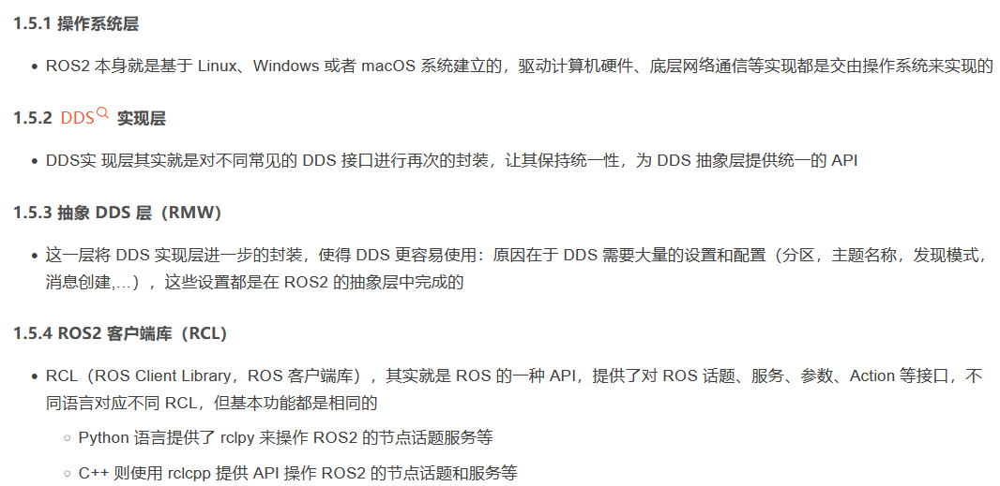 1.5.1 操作系统层
ROS2 本身就是基于 Linux、Windows 或者 macOS 系统建立的，驱动计算机硬件、底层网络通信等实现都是交由操作系统来实现的
1.5.2 DDS 实现层
DDS实 现层其实就是对不同常见的 DDS 接口进行再次的封装，让其保持统一性，为 DDS 抽象层提供统一的 API
1.5.3 抽象 DDS 层（RMW）
这一层将 DDS 实现层进一步的封装，使得 DDS 更容易使用：原因在于 DDS 需要大量的设置和配置（分区，主题名称，发现模式，
消息创建,...），这些设置都是在 ROS2 的抽象层中完成的
1.5.4 ROS2 客户端库（RCL）
RCL（ROS Client Library，ROS 客户端库），其实就是 ROS 的一种 API，提供了对 ROS 话题、服务、参数、Action 等接口，不
同语言对应不同 RCL，但基本功能都是相同的
Python 语言提供了 rclpy 来操作 ROS2 的节点话题服务等
C++ 则使用 rclcpp 提供 API 操作 ROS2 的节点话题和服务等